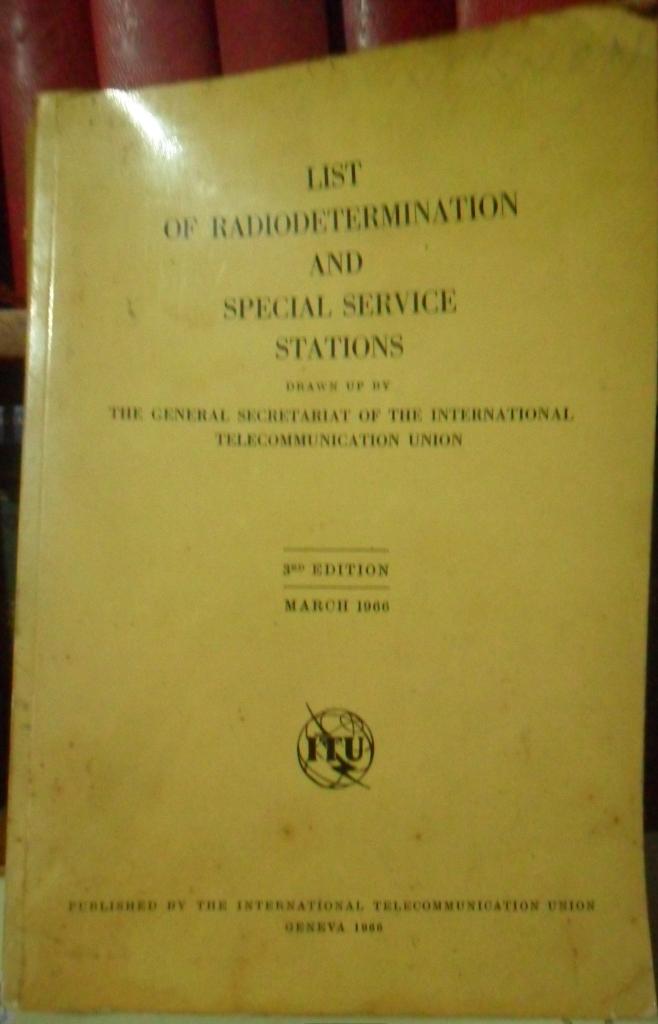 LIST
OF RADIODETERMINATION
AND
SPECIAL SERVICE
STATIONS
DRAWN UP BY
THE GENERAL SECRETARIAT OF THE INTERNATIONAL
TELECOMMUNICATION UNION
3RD EDITION
MARCH 1966
ITU
PUBLISHED BY THE INTERNATIONAL TELECOMMUNICATION UNION
GENEVA 1966